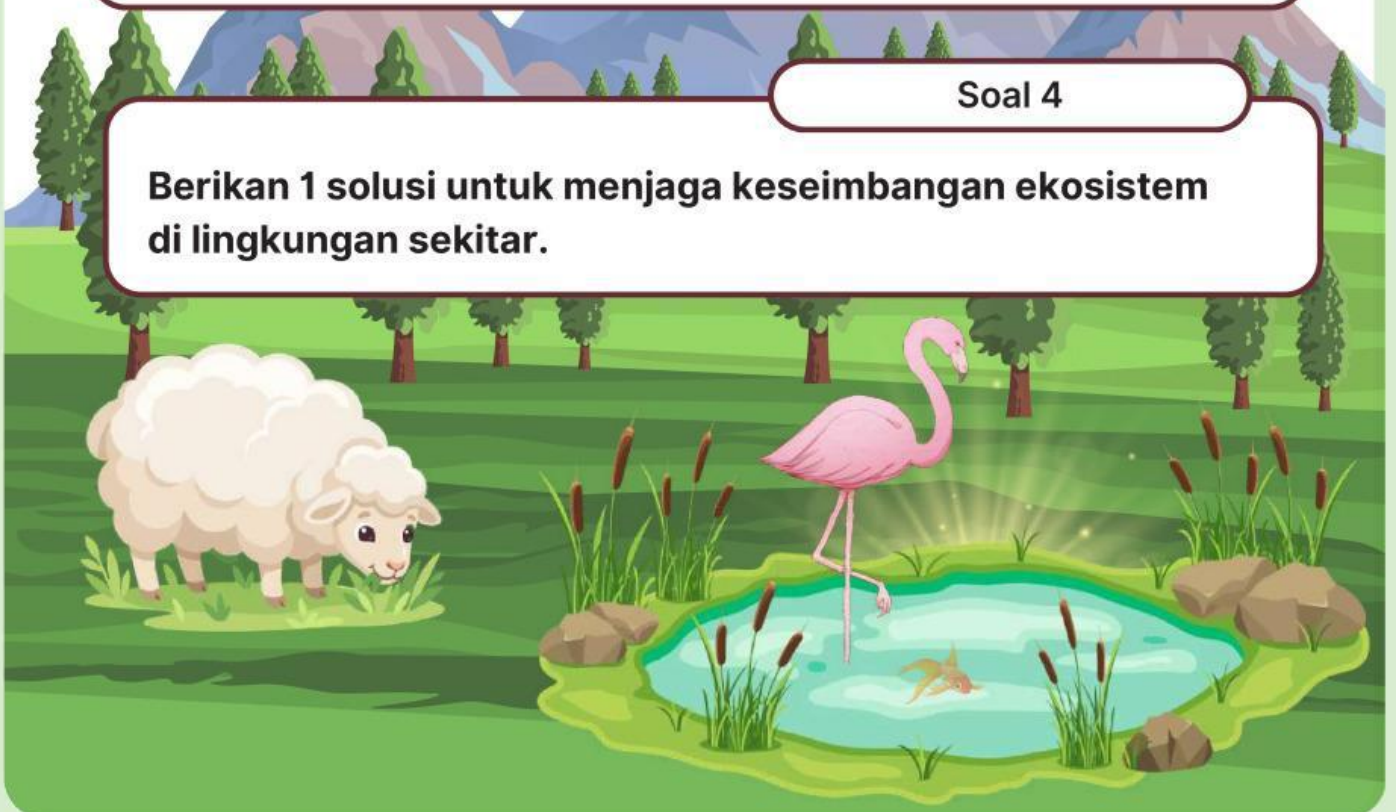 Soal 4
Berikan 1 solusi untuk menjaga keseimbangan ekosistem
di lingkungan sekitar.